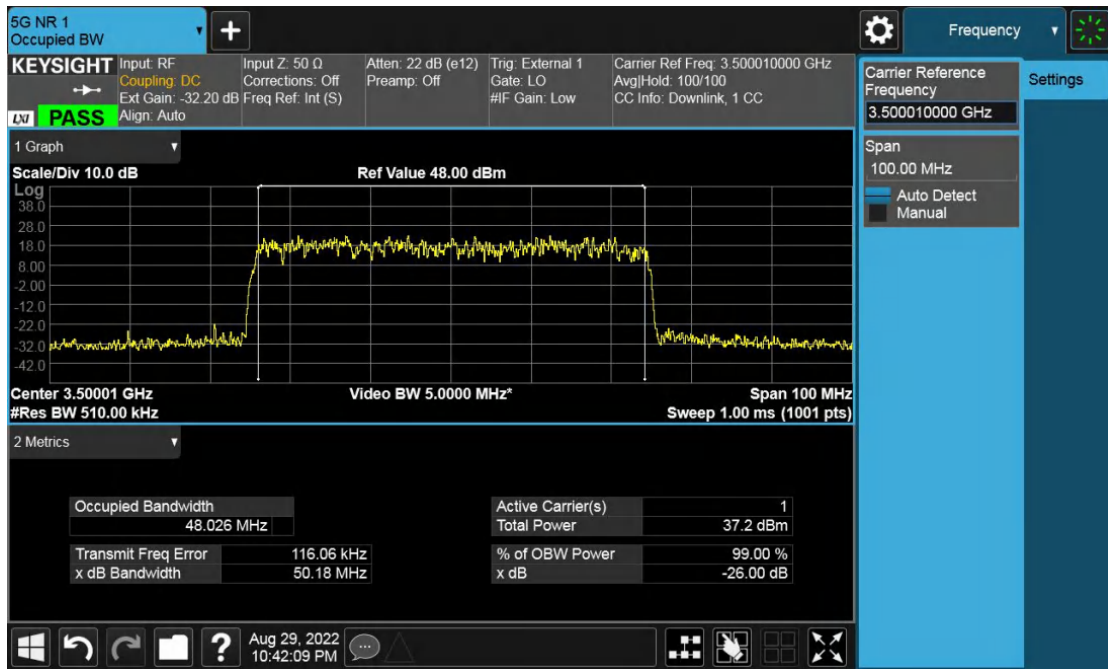 5G NR 1
Occupied BW
+
Frequency
KEYSIGHT
LXI PASS
Input: RF
Coupling: DC
Ext Gain: -32.20 dB
Align: Auto
Input Z: 50 Ω
Corrections: Off
Freq Ref: Int (S)
Atten: 22 dB (e12)
Preamp: Off
Trig: External 1
Gate: LO
#IF Gain: Low
Carrier Ref Freq: 3.500010000 GHz
Avg|Hold: 100/100
CC Info: Downlink, 1 CC
Carrier Reference
Frequency
3.500010000 GHz
Settings
Span
100.00 MHz
Auto Detect
Manual
1 Graph
Scale/Div 10.0 dB
Ref Value 48.00 dBm
Log
38.0
28.0
18.0
8.00
-2.00
-12.0
-22.0
-32.0
-42.0
Center 3.50001 GHz
Video BW 5.0000 MHz*
Span 100 MHz
#Res BW 510.00 kHz
Sweep 1.00 ms (1001 pts)
2 Metrics
Occupied Bandwidth
48.026 MHz
Transmit Freq Error 116.06 kHz
x dB Bandwidth 50.18 MHz
Active Carrier(s) 1
Total Power 37.2 dBm
% of OBW Power 99.00 %
x dB -26.00 dB
?
Aug 29, 2022
10:42:09 PM